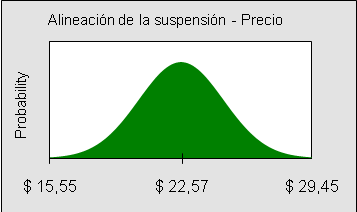 Alineación de la suspensión - Precio
Probability
$ 15,55 $ 22,57 $ 29,45